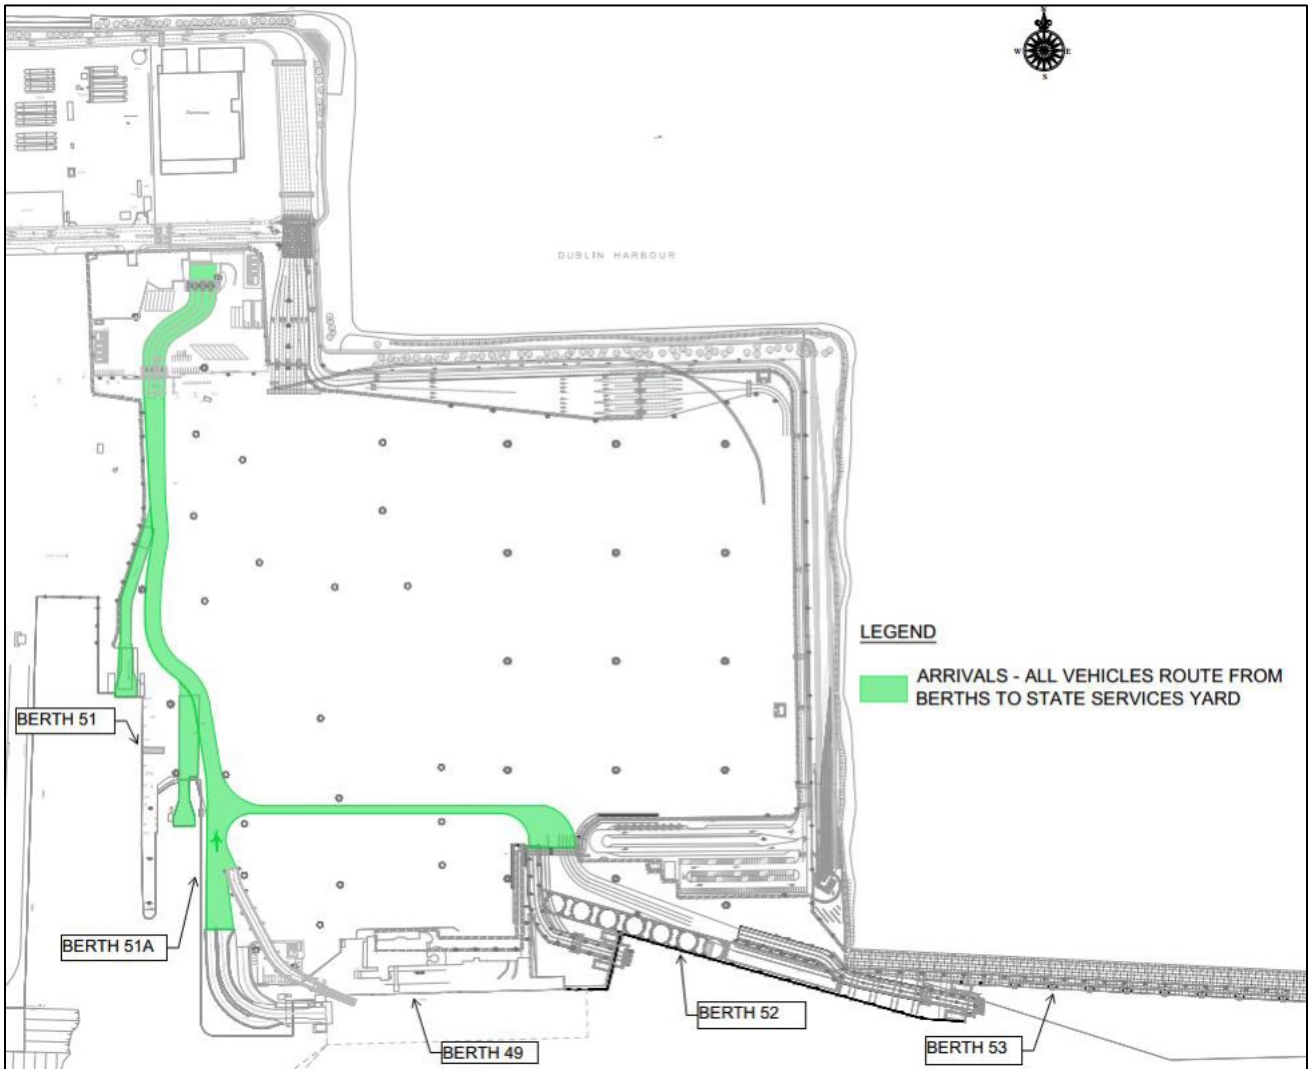 N
W
E
S
DUBLIN HARBOUR
LEGEND
ARRIVALS - ALL VEHICLES ROUTE FROM
BERTHS TO STATE SERVICES YARD
BERTH 51
BERTH 51A
BERTH 52
BERTH 49
BERTH 53